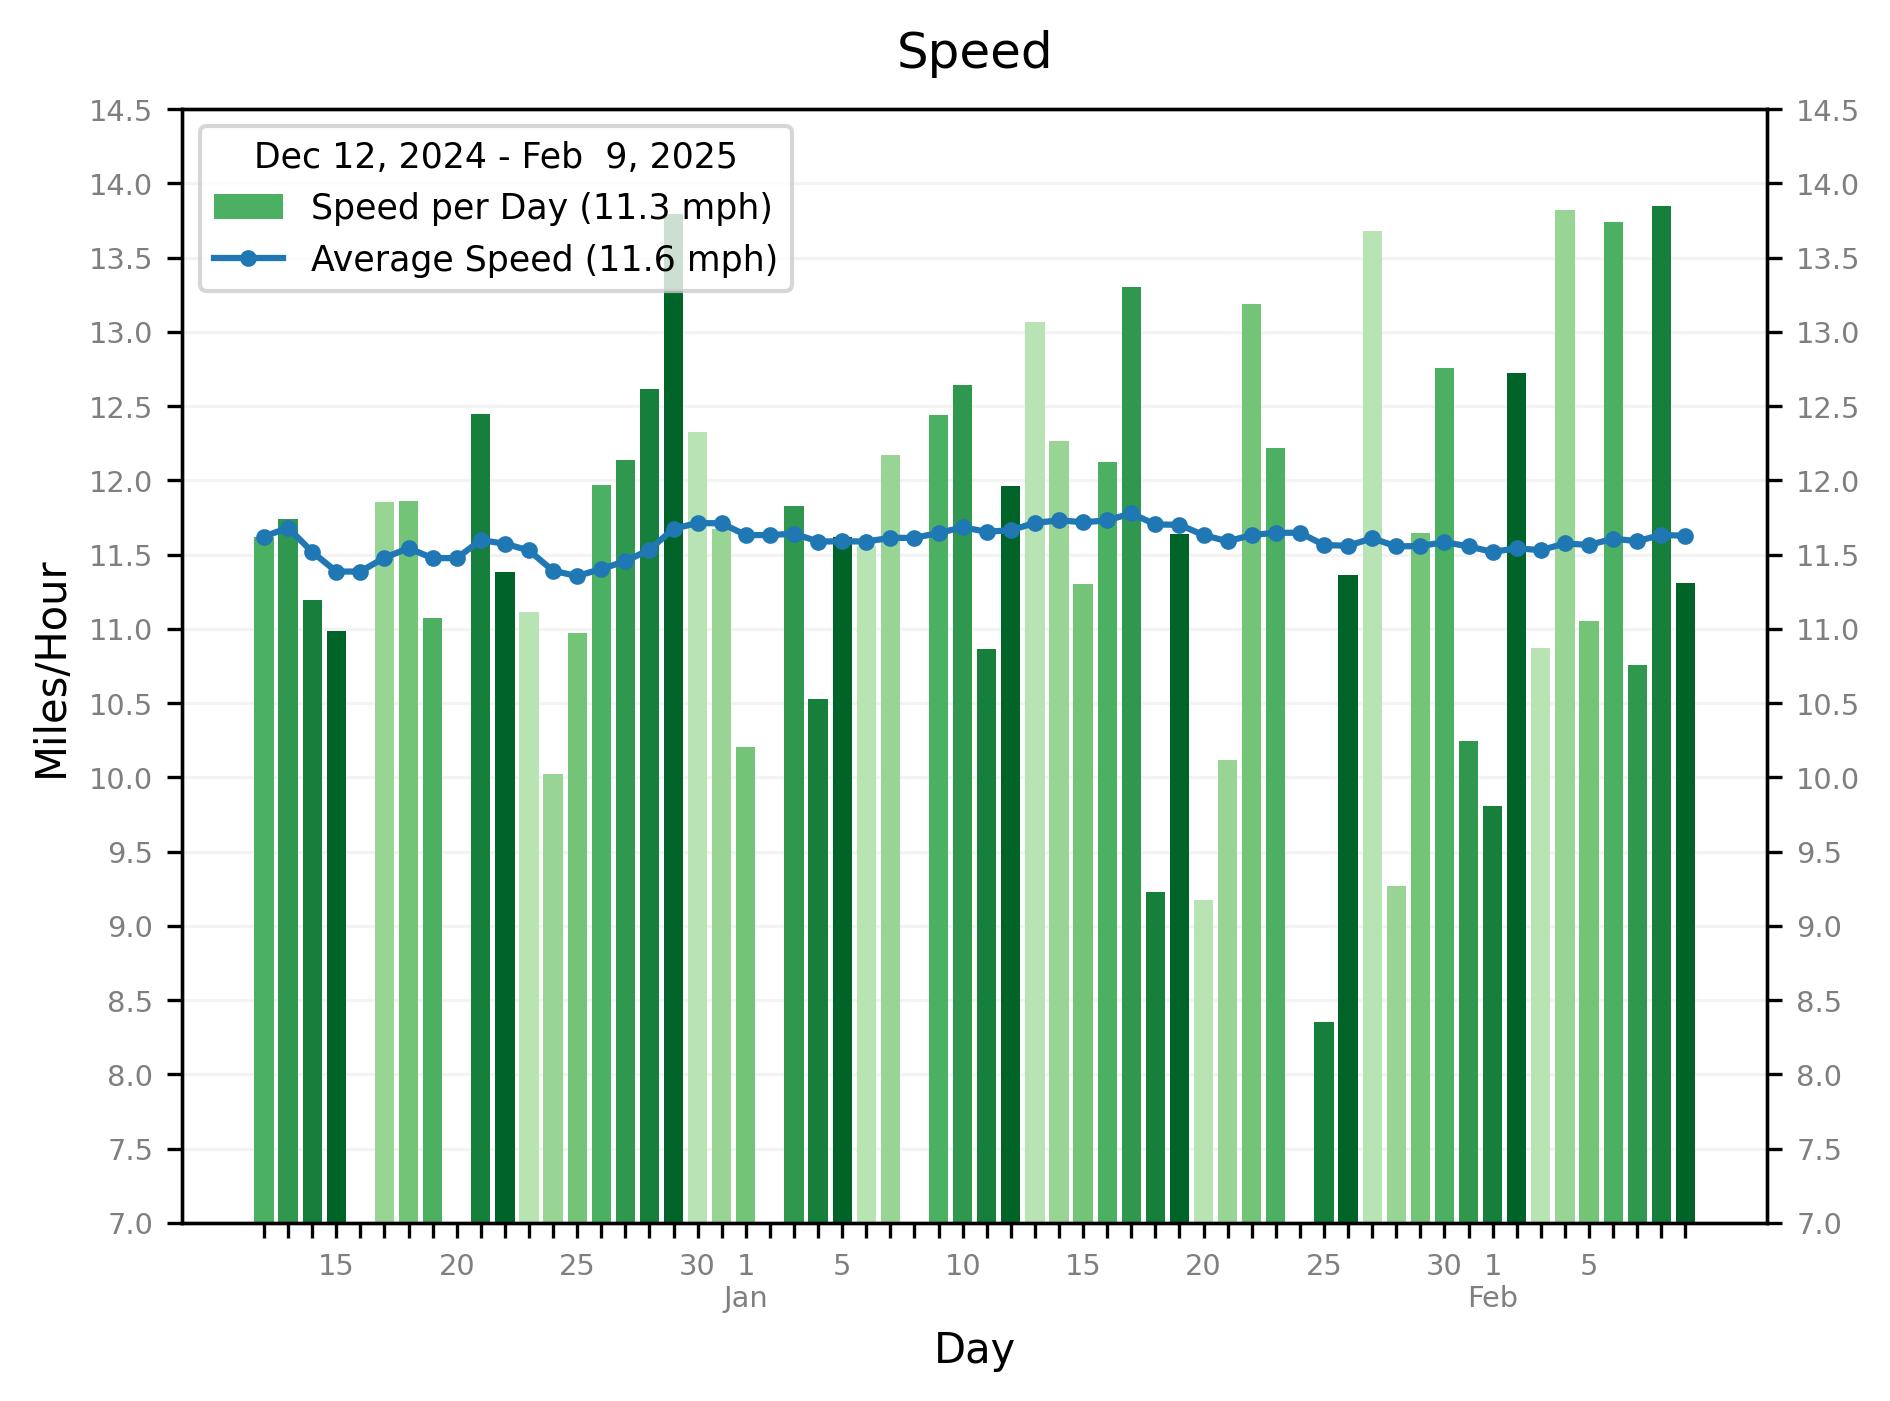 Speed
Dec 12, 2024 - Feb  9, 2025
Speed per Day (11.3 mph)
Average Speed (11.6 mph)
14.5 14.5
14.0 14.0
13.5 13.5
13.0 13.0
12.5 12.5
12.0 12.0
11.5 11.5
11.0 11.0
10.5 10.5
10.0 10.0
9.5 9.5
9.0 9.0
8.5 8.5
8.0 8.0
7.5 7.5
7.0 7.0
Miles/Hour
15 20 25 30 1 5 10 15 20 25 30 1 5
Jan Feb
Day